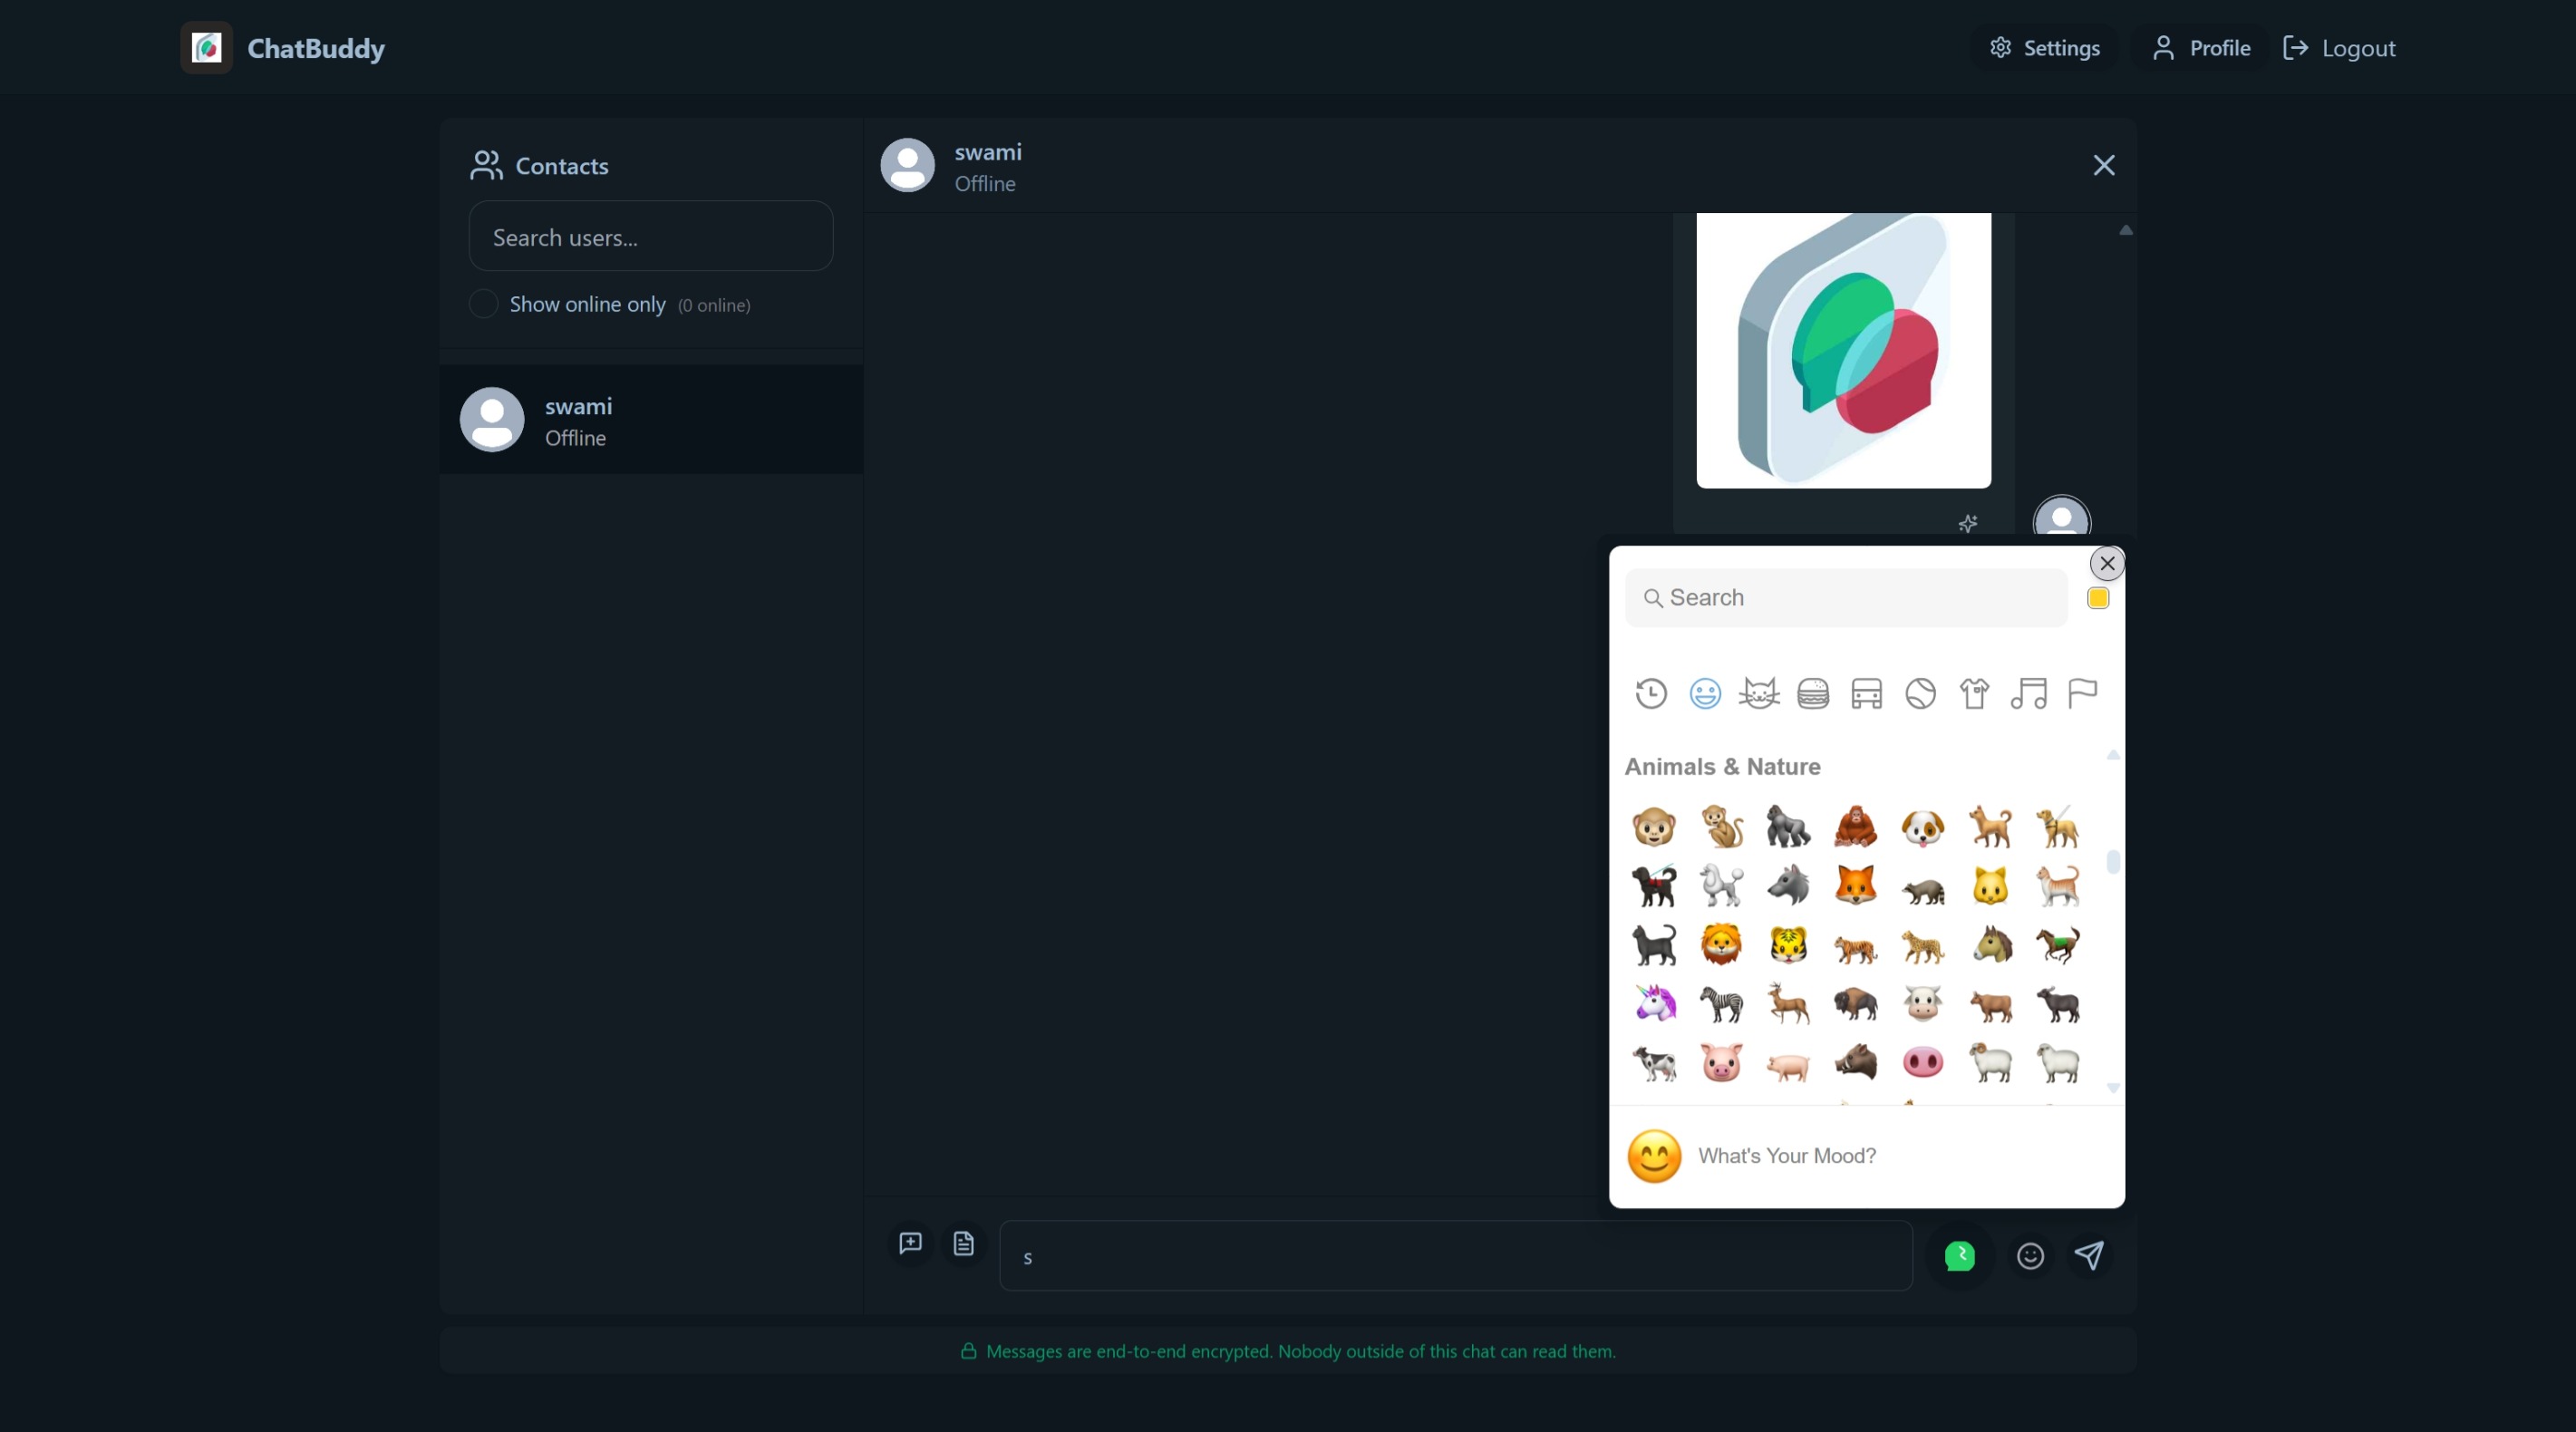 ChatBuddy
Settings
Profile
Logout
Contacts
Search users...
Show online only (0 online)
swami
Offline
swami
Offline
Search
Animals & Nature
What's Your Mood?
s
Messages are end-to-end encrypted. Nobody outside of this chat can read them.